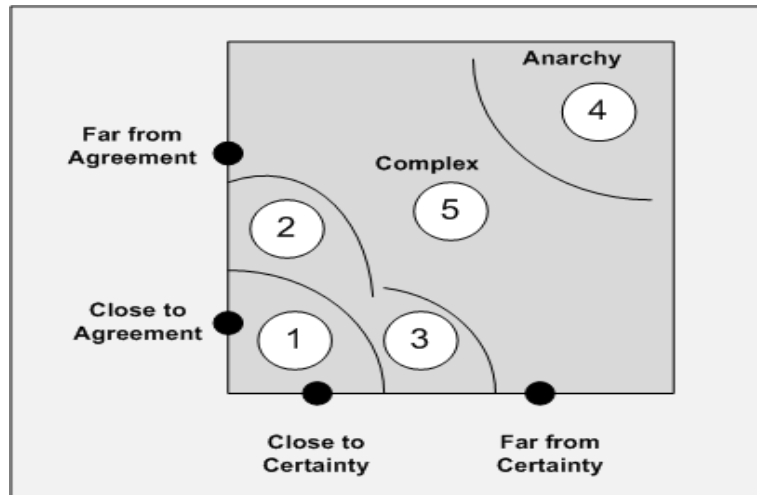 Anarchy
4
Far from
Agreement
Complex
5
2
Close to
Agreement
1
3
Close to
Certainty
Far from
Certainty